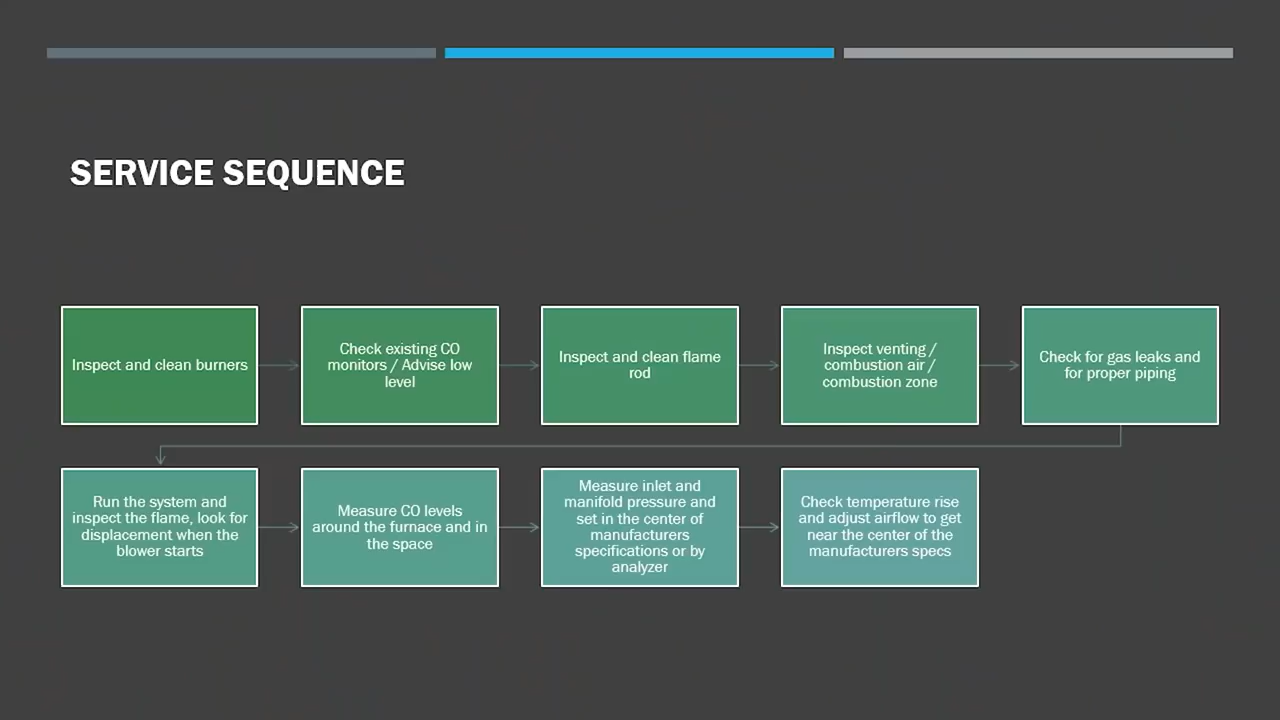 SERVICE SEQUENCE
Inspect and clean burners
Check existing CO
monitors / Advise low
level
Inspect and clean flame
rod
Inspect venting /
combustion air /
combustion zone
Check for gas leaks and
for proper piping
Run the system and
inspect the flame, look for
displacement when the
blower starts
Measure CO levels
around the furnace and in
the space
Measure inlet and
manifold pressure and
set in the center of
manufacturers
specifications or by
analyzer
Check temperature rise
and adjust airflow to get
near the center of the
manufacturers specs